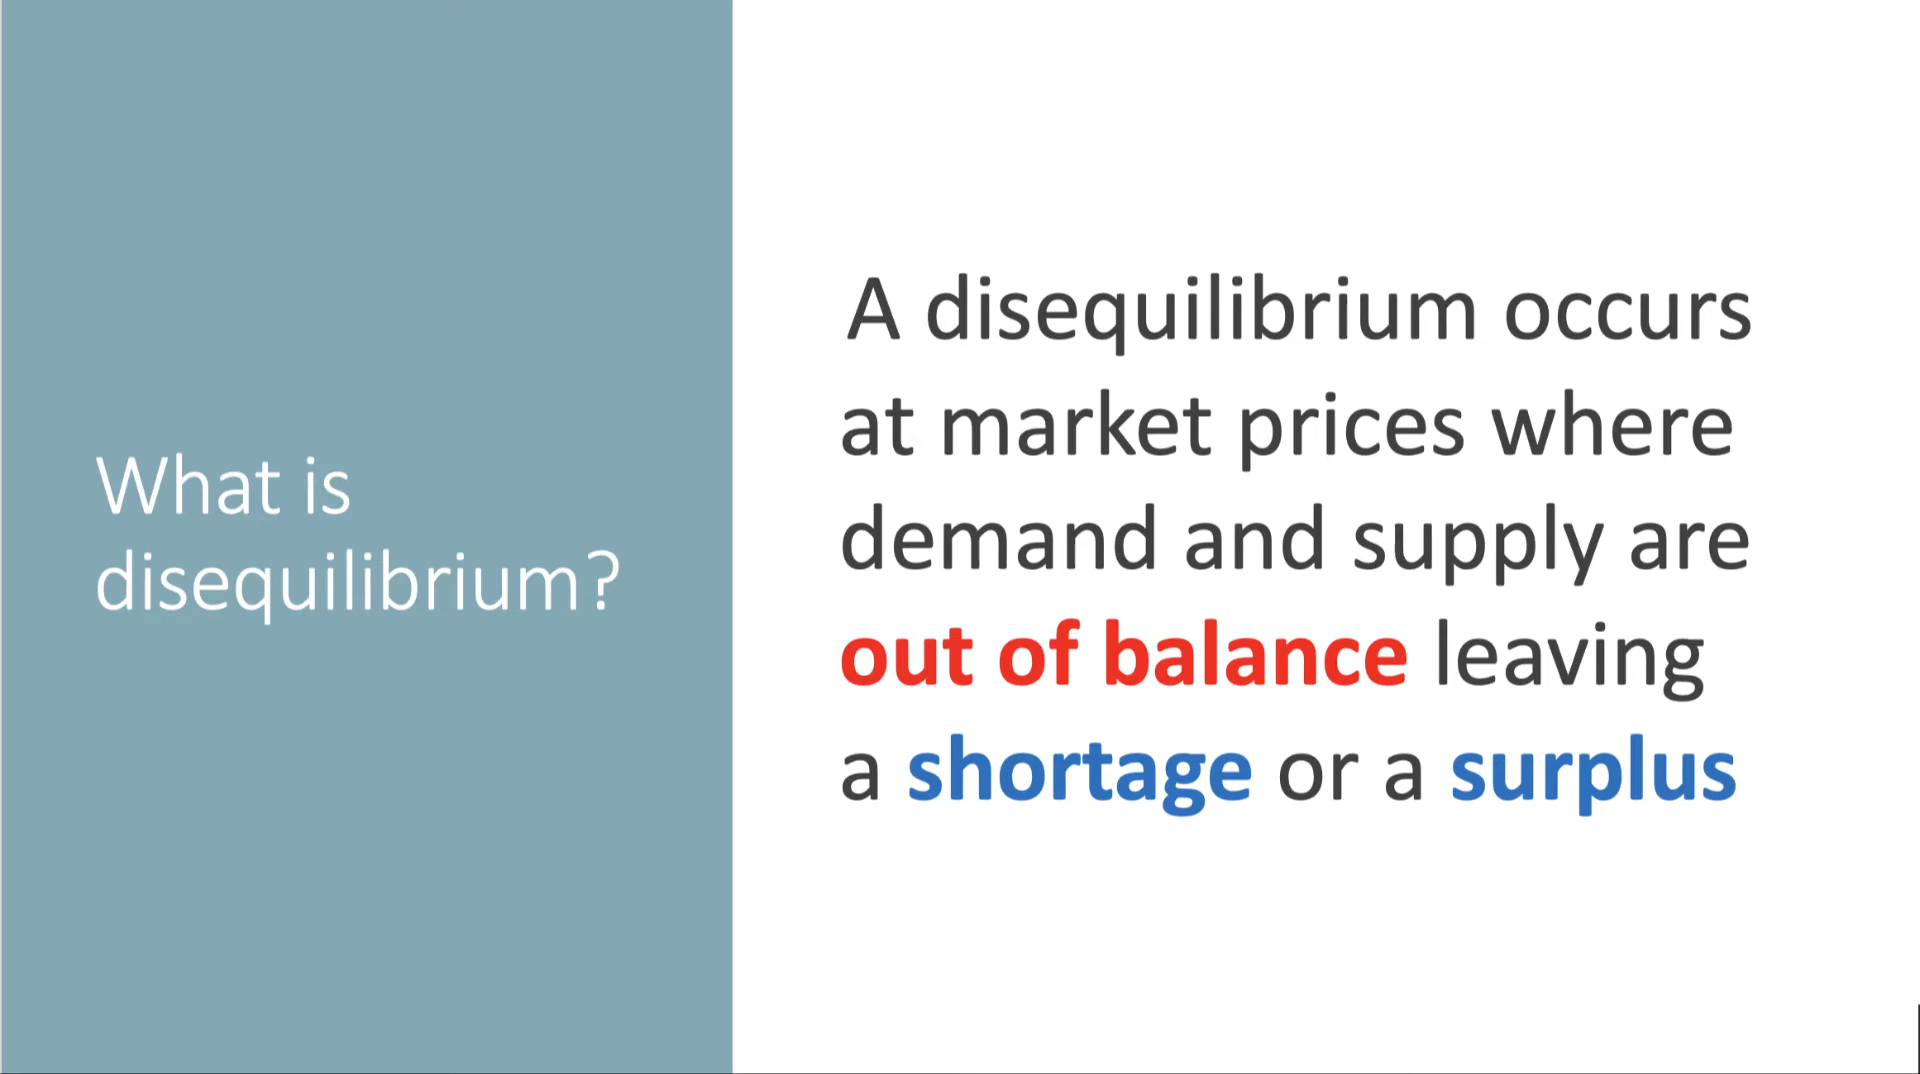 What is
disequilibrium?
A disequilibrium occurs
at market prices where
demand and supply are
out of balance leaving
a shortage or a surplus